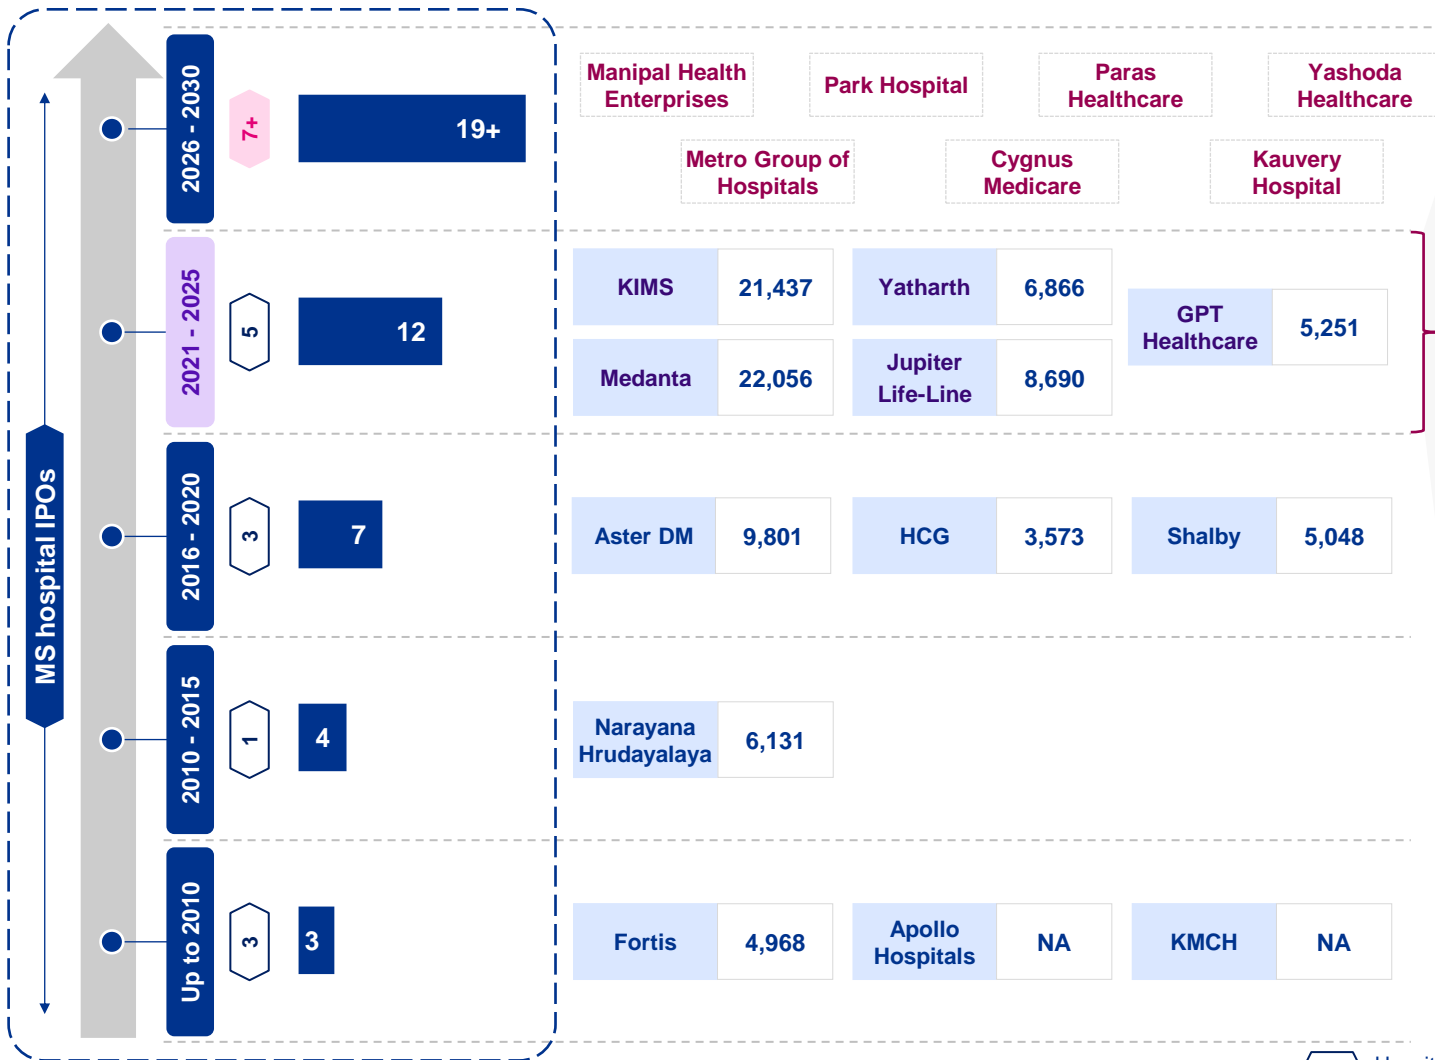 MS hospital IPOs
2026 - 2030
7+
19+
Manipal Health
Enterprises
Park Hospital
Paras
Healthcare
Yashoda
Healthcare
Metro Group of
Hospitals
Cygnus
Medicare
Kauvery
Hospital
2021 - 2025
5
12
KIMS
21,437
Yatharth
6,866
GPT
Healthcare
5,251
Medanta
22,056
Jupiter
Life-Line
8,690
2016 - 2020
3
7
Aster DM
9,801
HCG
3,573
Shalby
5,048
2010 - 2015
1
4
Narayana
Hrudayalaya
6,131
Up to 2010
3
3
Fortis
4,968
Apollo
Hospitals
NA
KMCH
NA